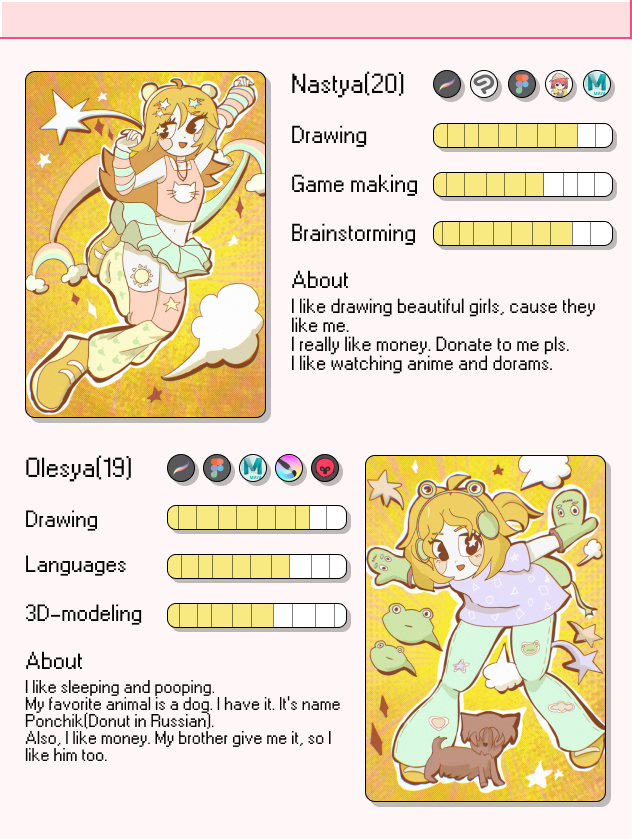 Nastya(20)
Drawing
Game making
Brainstorming
About
I like drawing beautiful girls, cause they
like me.
I really like money. Donate to me pls.
I like watching anime and dorams.
Olesya(19)
Drawing
Languages
3D-modeling
About
I like sleeping and pooping.
My favorite animal is a dog. I have it. It's name
Ponchik(Donut in Russian).
Also, I like money. My brother give me it, so I
like him too.